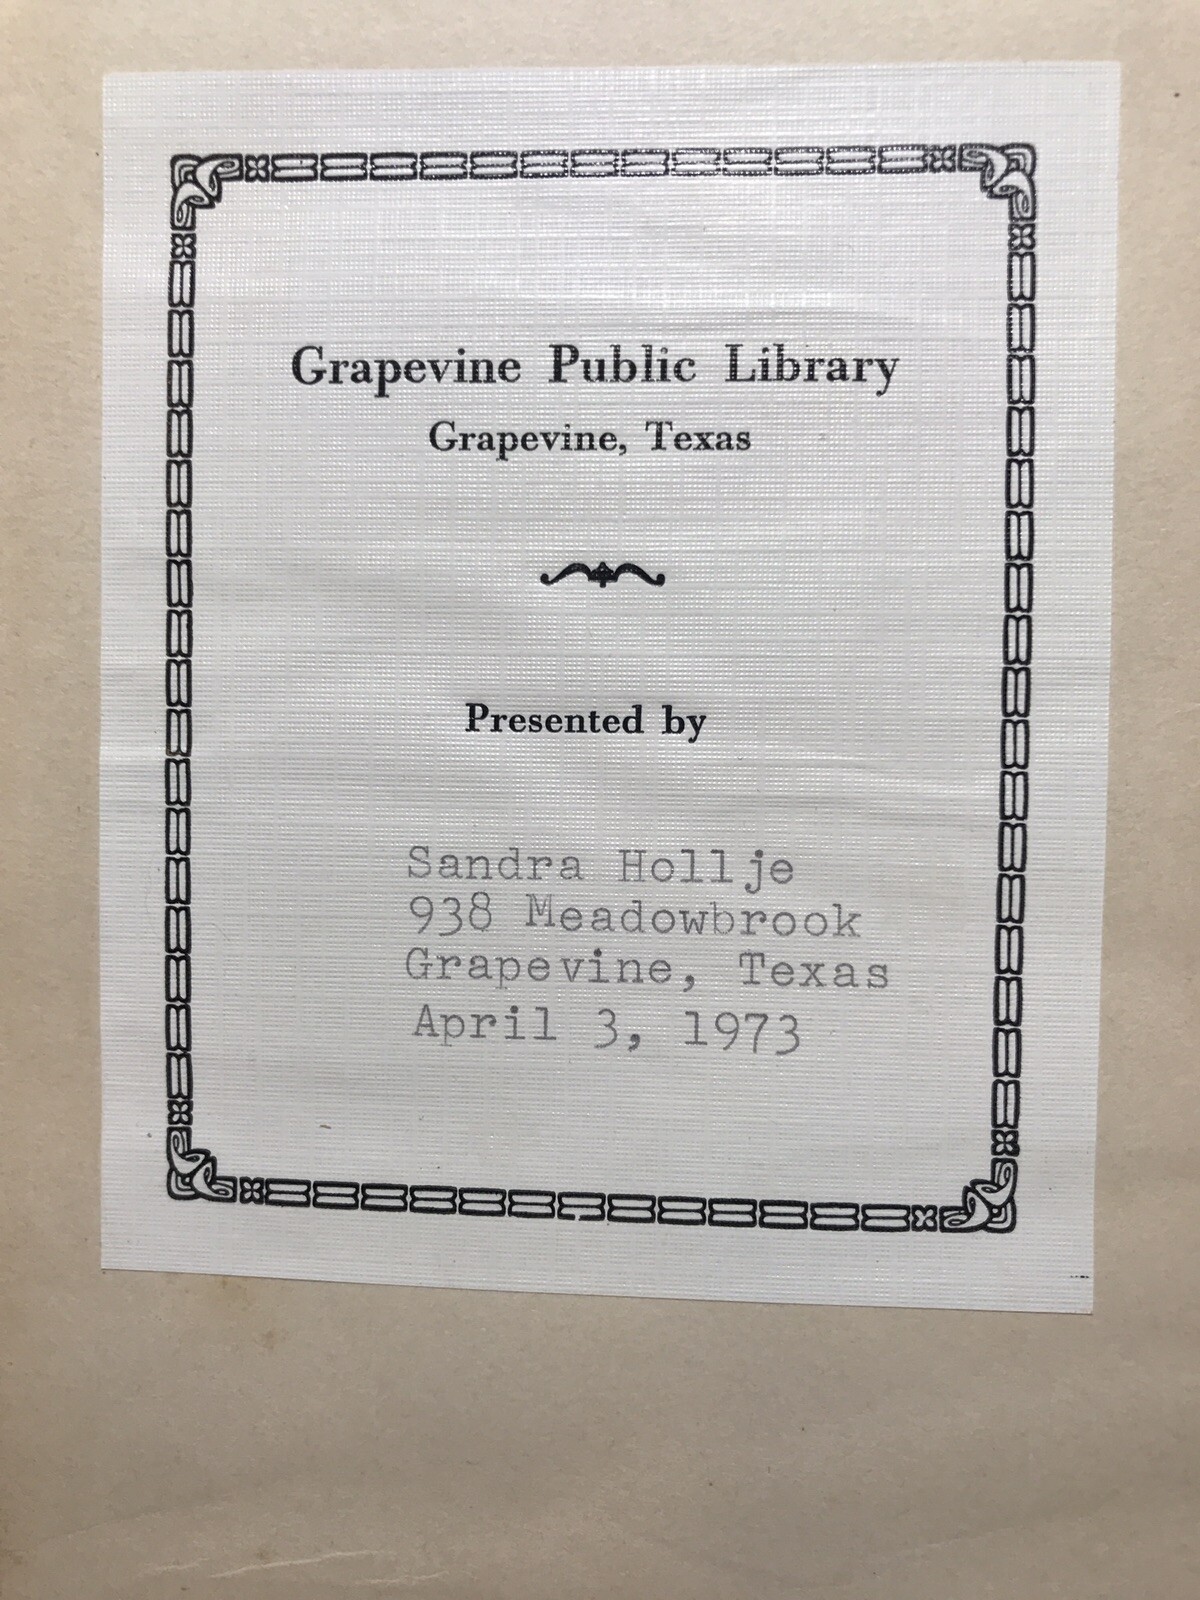 Grapevine Public Library
Grapevine, Texas
Presented by
Sandra Hollje
938 Meadowbrook
Grapevine, Texas
April 3, 1973